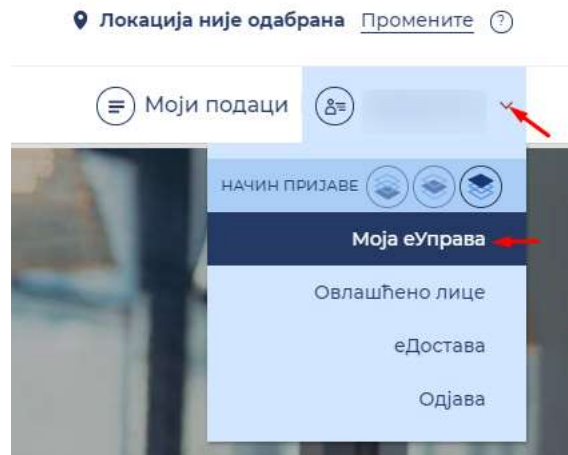 Локација није одабрана Промените ?
Моји подаци
НАЧИН ПРИЈАВЕ
Моја еУправа
Овлашћено лице
еДостава
Одјава